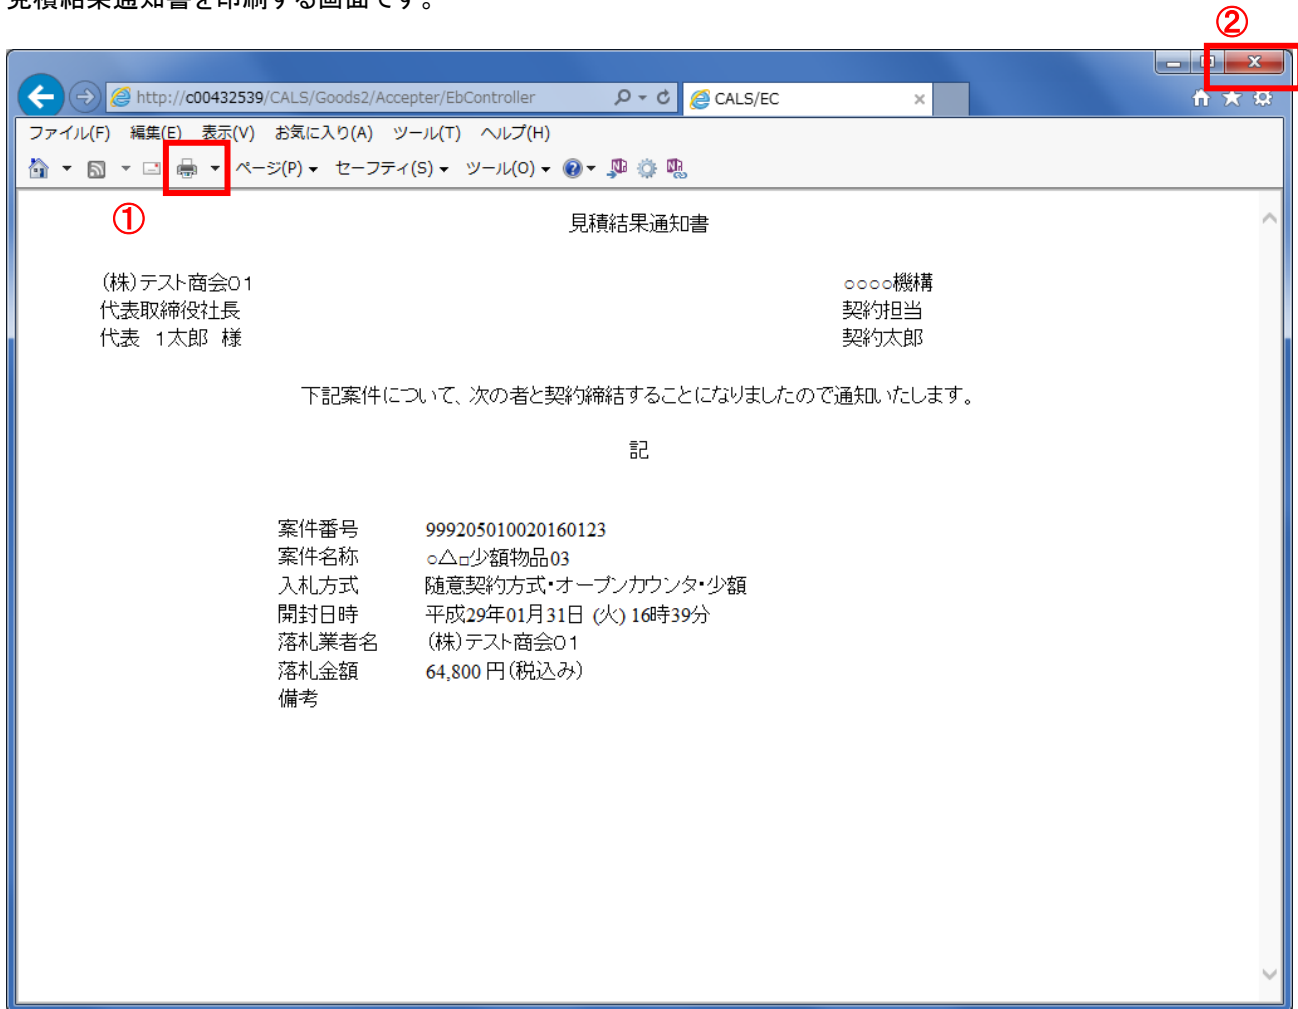 見積結果通知書を印刷する画面です。
②
http://c00432539/CALS/Goods2/Accepter/EbController
CALS/EC
ファイル(F) 編集(E) 表示(V) お気に入り(A) ツール(T) ヘルプ(H)
ページ(P) セーフティ(S) ツール(O)
①
見積結果通知書
(株)テスト商会01
○○○○機構
代表取締役社長
契約担当
代表 1太郎 様
契約太郎
下記案件について、次の者と契約締結することになりましたので通知いたします。
記
案件番号 999205010020160123
案件名称 ○△□少額物品03
入札方式 随意契約方式・オープンカウンタ・少額
開封日時 平成29年01月31日 (火) 16時39分
落札業者名 (株)テスト商会01
落札金額 64,800 円(税込み)
備考